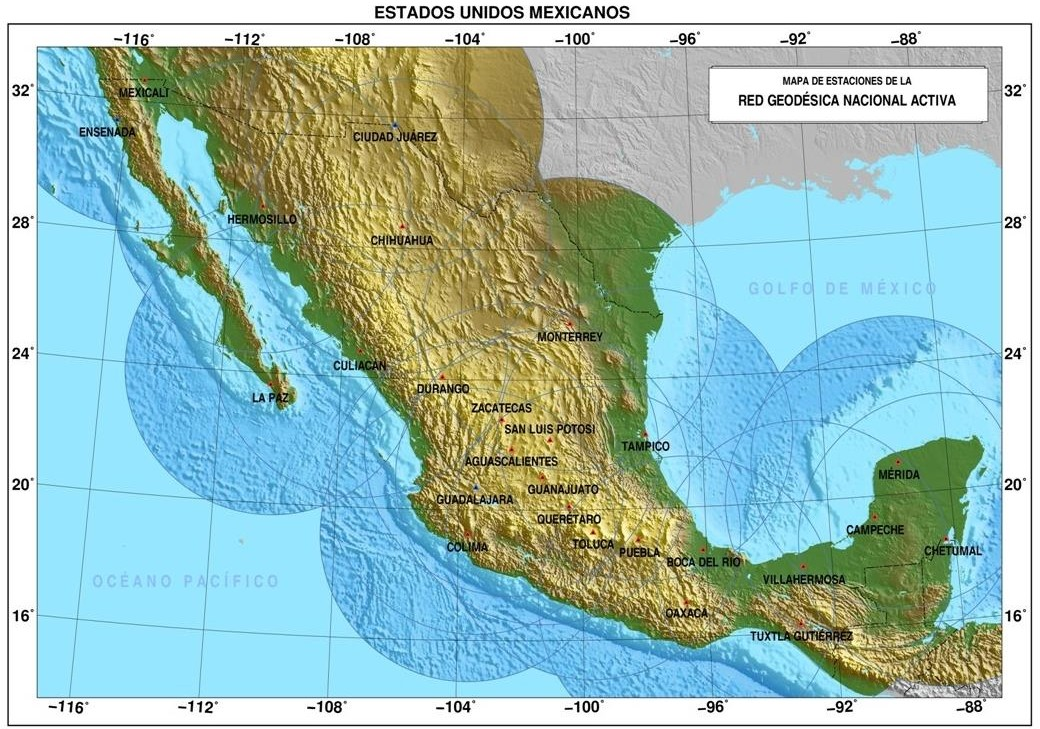 ESTADOS UNIDOS MEXICANOS
−116 −112 −108 −104 −100 −96 −92 −88
MAPA DE ESTACIONES DE LA
RED GEODÉSICA NACIONAL ACTIVA
32° 32°
MEXICALI
ENSENADA
CIUDAD JUÁREZ
HERMOSILLO
28° 28°
CHIHUAHUA
GOLFO DE MÉXICO
MONTERREY
24° 24°
CULIACÁN
DURANGO
LA PAZ
ZACATECAS
SAN LUIS POTOSI
TAMPICO
AGUASCALIENTES
MÉRIDA
20° 20°
GUANAJUATO
GUADALAJARA
QUERÉTARO
CAMPECHE
TOLUCA
COLIMA
PUEBLA
CHETUMAL
BOCA DEL RÍO
OCÉANO PACÍFICO
VILLAHERMOSA
16° 16°
OAXACA
TUXTLA GUTIÉRREZ
−116° −112° −108° −104° −100° −96° −92° −88°